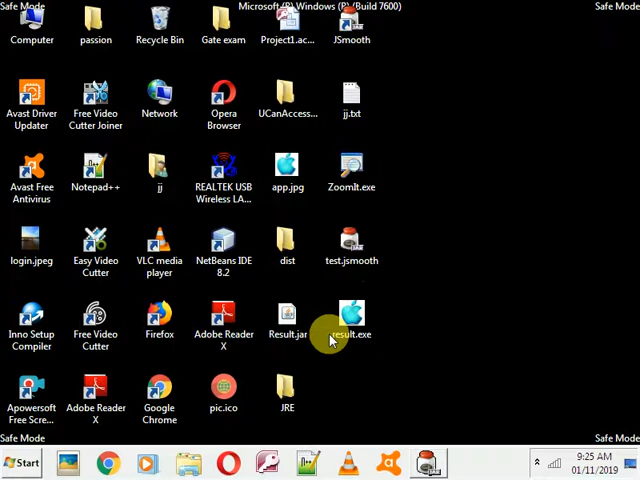 Safe Mode
Microsoft (R) Windows (R) (Build 7600)
Safe Mode
Computer
passion
Recycle Bin
Gate exam
Project1.ac...
JSmooth
Avast Driver
Updater
Free Video
Cutter Joiner
Network
Opera
Browser
UCanAccess...
jj.txt
Avast Free
Antivirus
Notepad++
jj
REALTEK USB
Wireless LA...
app.jpg
ZoomIt.exe
login.jpeg
Easy Video
Cutter
VLC media
player
NetBeans IDE
8.2
dist
test.jsmooth
Inno Setup
Compiler
Free Video
Cutter
Firefox
Adobe Reader
X
Result.jar
result.exe
Apowersoft
Free Scre...
Adobe Reader
X
Google
Chrome
pic.ico
JRE
Safe Mode
Safe Mode
Start
9:25 AM
01/11/2019